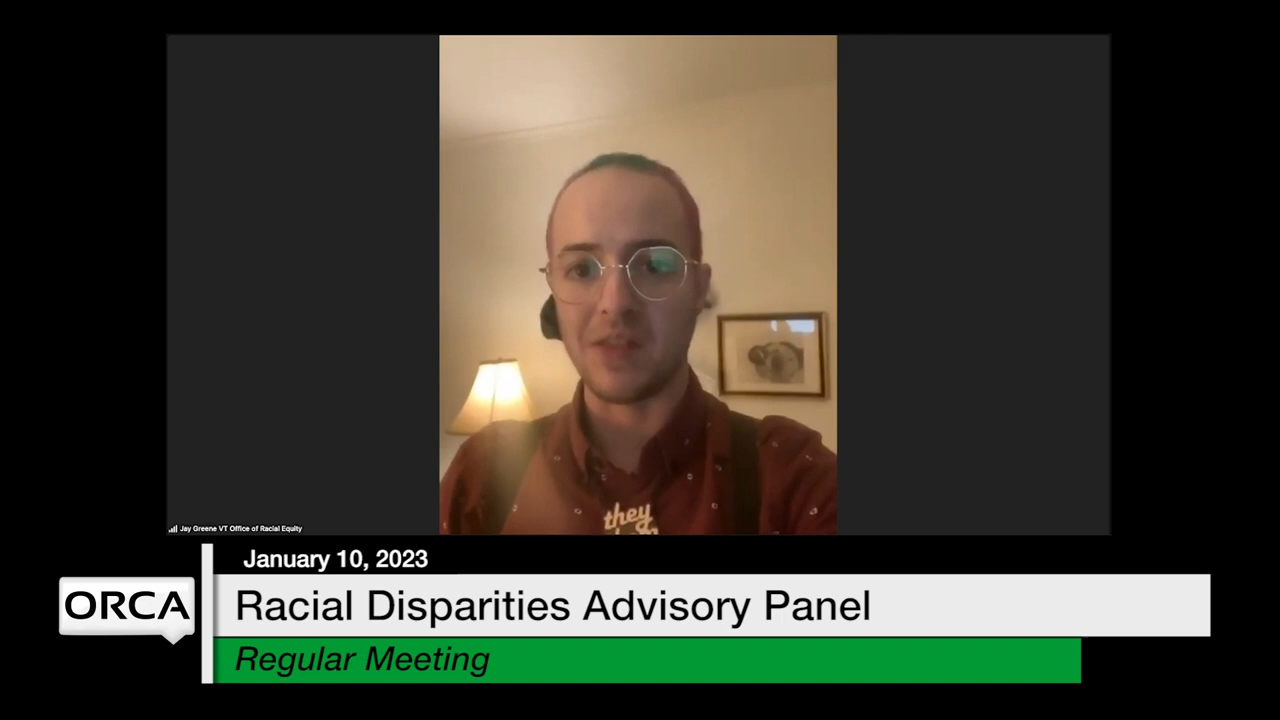 they
Jay Greene VT Office of Racial Equity
January 10, 2023
ORCA
Racial Disparities Advisory Panel
Regular Meeting